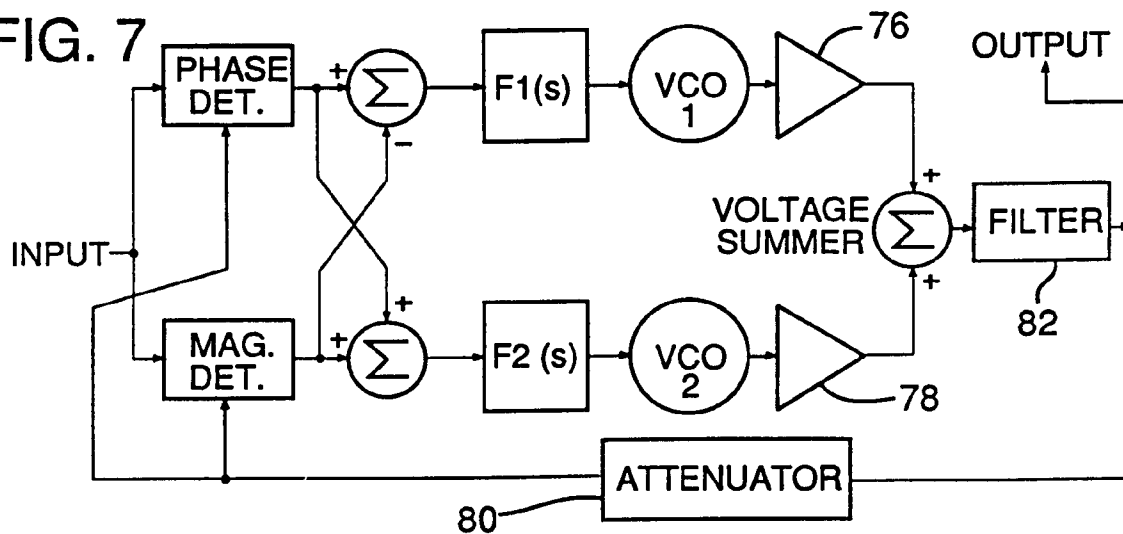 FIG. 7
PHASE
DET.
+
Σ
−
F1(s)
VCO
1
76
OUTPUT
INPUT
VOLTAGE
SUMMER
+
Σ
+
FILTER
82
MAG.
DET.
+
+
Σ
F2 (s)
VCO
2
78
ATTENUATOR
80